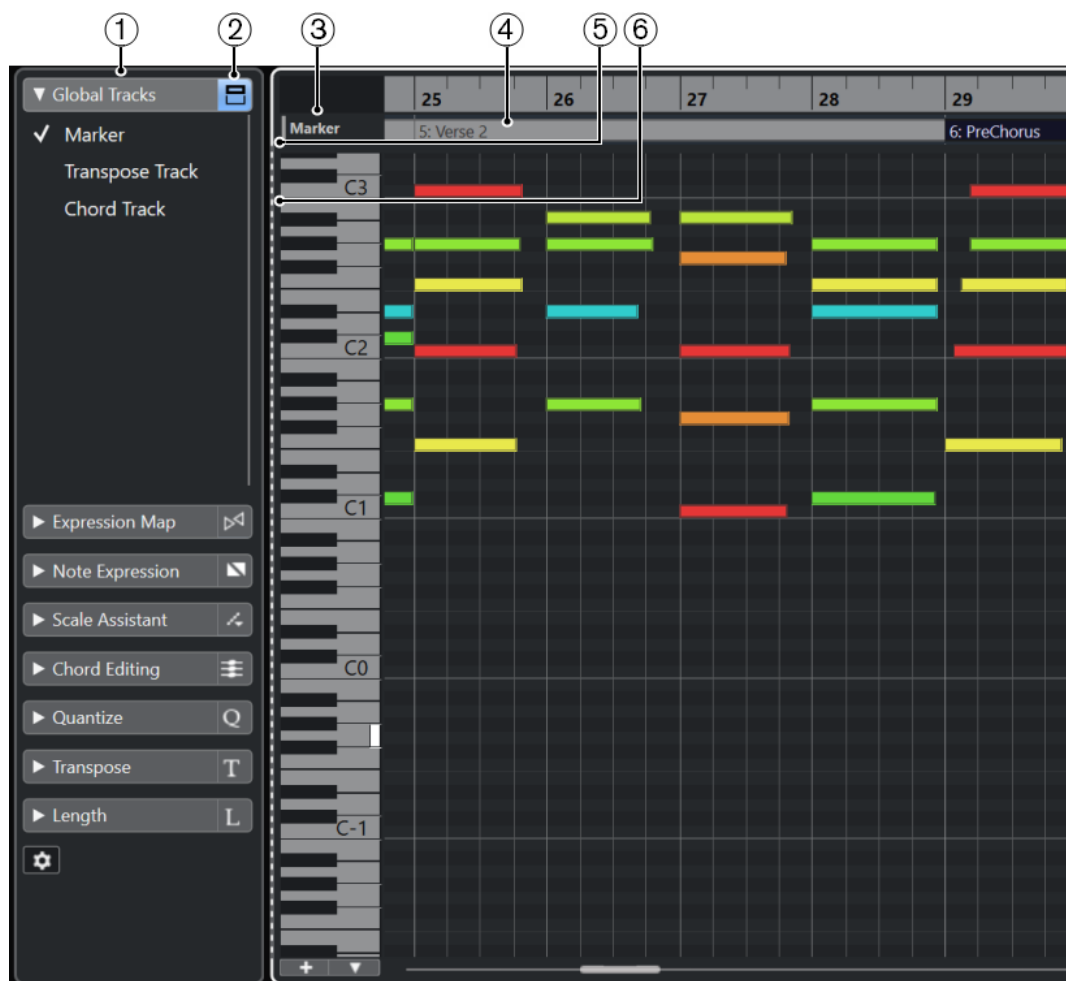 1 2 3 4 5 6
Global Tracks
Marker
Transpose Track
Chord Track
Expression Map
Note Expression
Scale Assistant
Chord Editing
Quantize Q
Transpose T
Length L
25 26 27 28 29
Marker 5: Verse 2 6: PreChorus
C3
C2
C1
C0
C-1